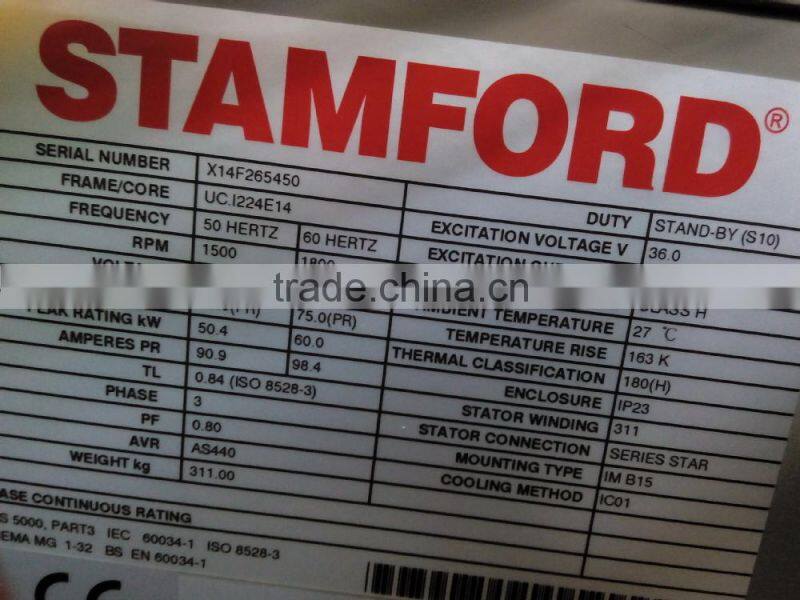 STAMFORD®
SERIAL NUMBER X14F265450
FRAME/CORE UC.I224E14
FREQUENCY 50 HERTZ 60 HERTZ
RPM 1500 1800
75.0(PR)
PEAK RATING kW 50.4 60.0
AMPERES PR 90.9 98.4
TL 0.84 (ISO 8528-3)
PHASE 3
PF 0.80
AVR AS440
WEIGHT kg 311.00
DUTY STAND-BY (S10)
EXCITATION VOLTAGE V 36.0
EXCITATION
CLASS H
AMBIENT TEMPERATURE 27 ℃
TEMPERATURE RISE 163 K
THERMAL CLASSIFICATION 180(H)
ENCLOSURE IP23
STATOR WINDING 311
STATOR CONNECTION SERIES STAR
MOUNTING TYPE IM B15
COOLING METHOD IC01
CONTINUOUS RATING
5000, PART3 IEC 60034-1 ISO 8528-3
MG 1-32 BS EN 60034-1
CE
trade.china.cn